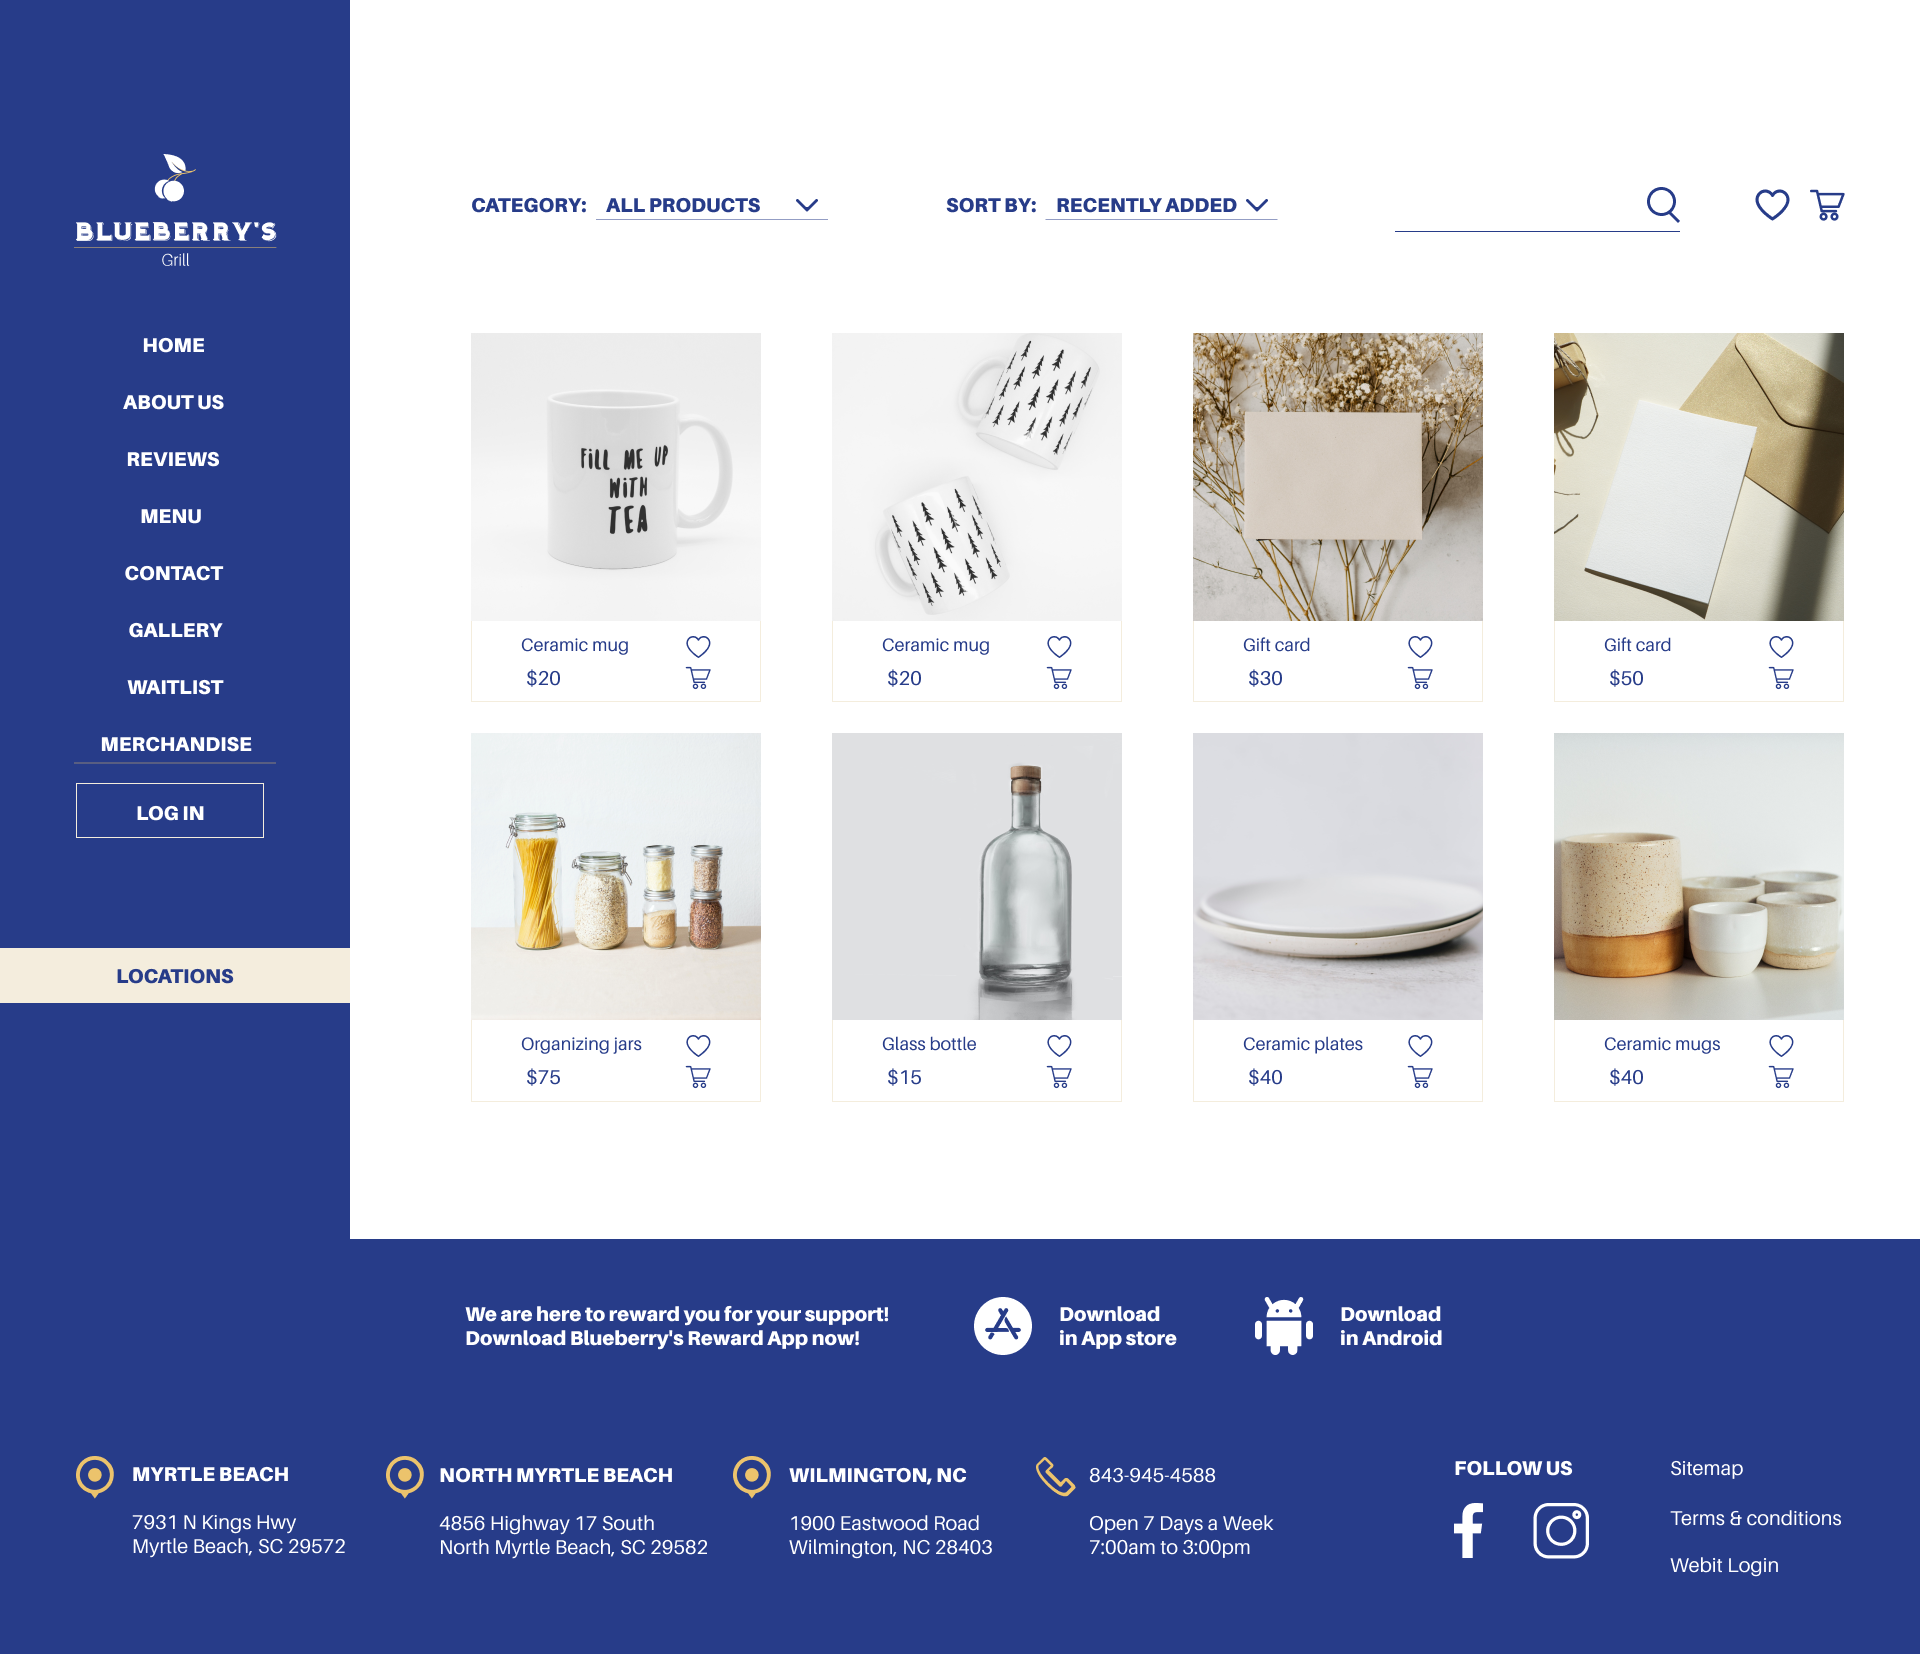 BLUEBERRY'S
Grill
HOME
ABOUT US
REVIEWS
MENU
CONTACT
GALLERY
WAITLIST
MERCHANDISE
LOG IN
LOCATIONS
CATEGORY: ALL PRODUCTS
SORT BY: RECENTLY ADDED
FiLL ME UP
WiTH
TEA
Ceramic mug
$20
Ceramic mug
$20
Gift card
$30
Gift card
$50
Organizing jars
$75
Glass bottle
$15
Ceramic plates
$40
Ceramic mugs
$40
We are here to reward you for your support!
Download Blueberry's Reward App now!
Download
in App store
Download
in Android
MYRTLE BEACH
7931 N Kings Hwy
Myrtle Beach, SC 29572
NORTH MYRTLE BEACH
4856 Highway 17 South
North Myrtle Beach, SC 29582
WILMINGTON, NC
1900 Eastwood Road
Wilmington, NC 28403
843-945-4588
Open 7 Days a Week
7:00am to 3:00pm
FOLLOW US
Sitemap
Terms & conditions
Webit Login